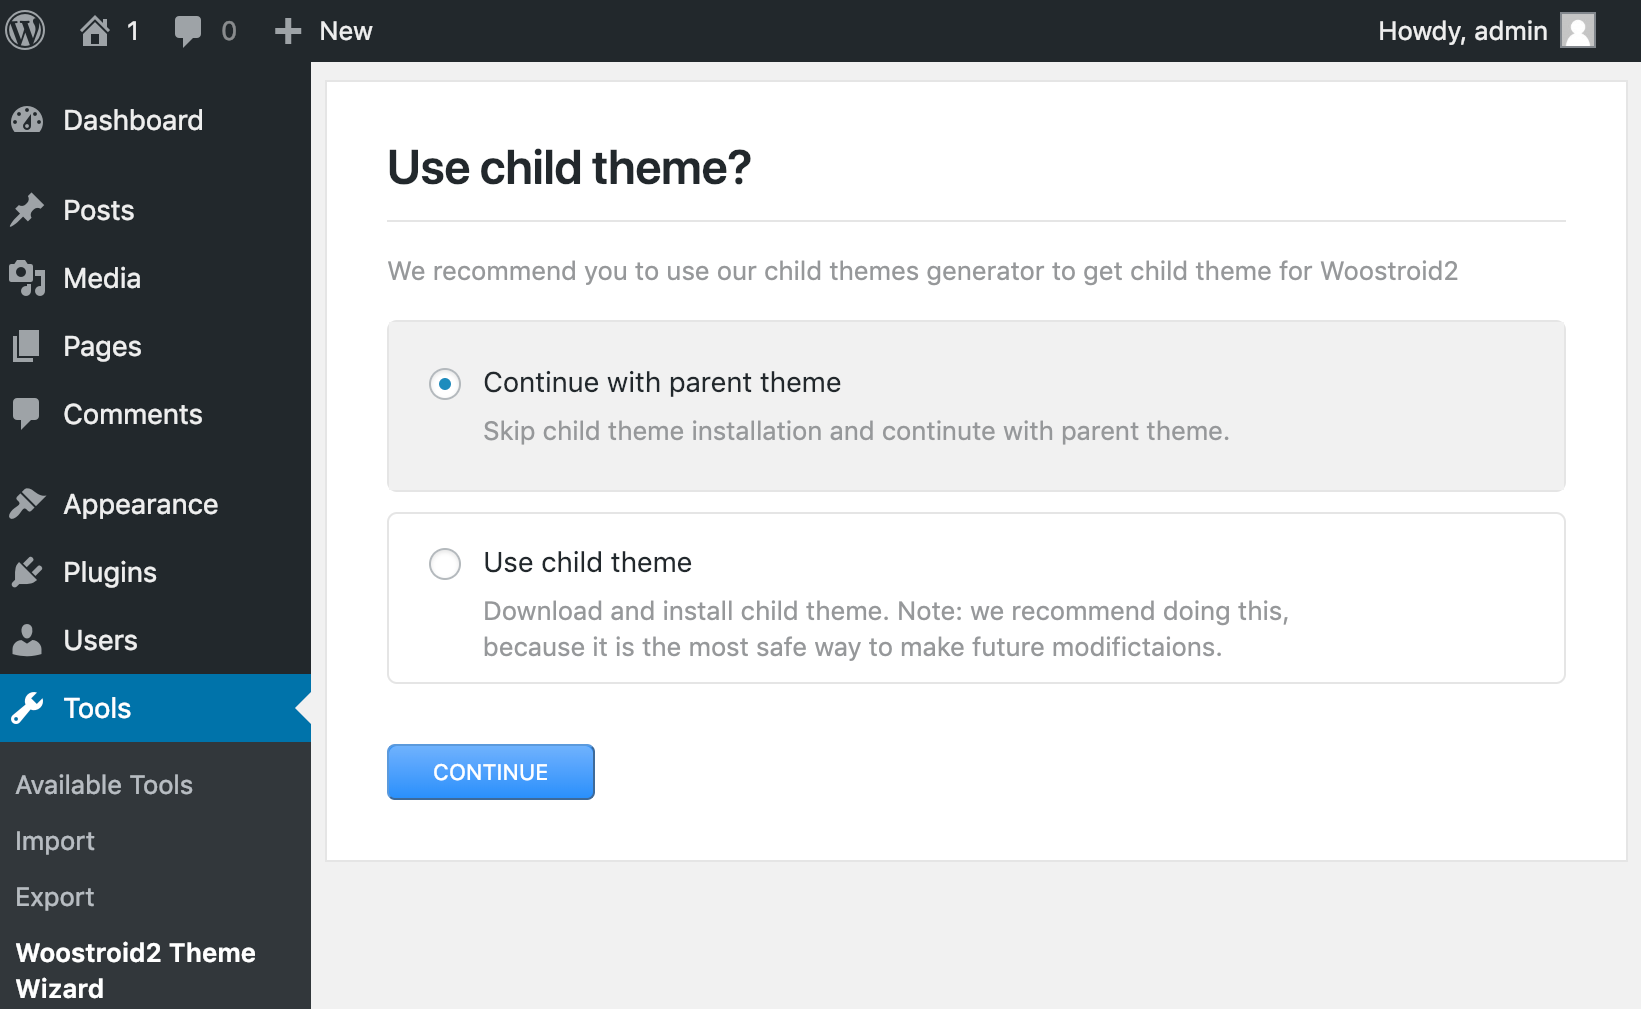 1
0
New
Howdy, admin
Dashboard
Posts
Media
Pages
Comments
Appearance
Plugins
Users
Tools
Available Tools
Import
Export
Woostroid2 Theme
Wizard
Use child theme?
We recommend you to use our child themes generator to get child theme for Woostroid2
Continue with parent theme
Skip child theme installation and continute with parent theme.
Use child theme
Download and install child theme. Note: we recommend doing this,
because it is the most safe way to make future modifictaions.
CONTINUE